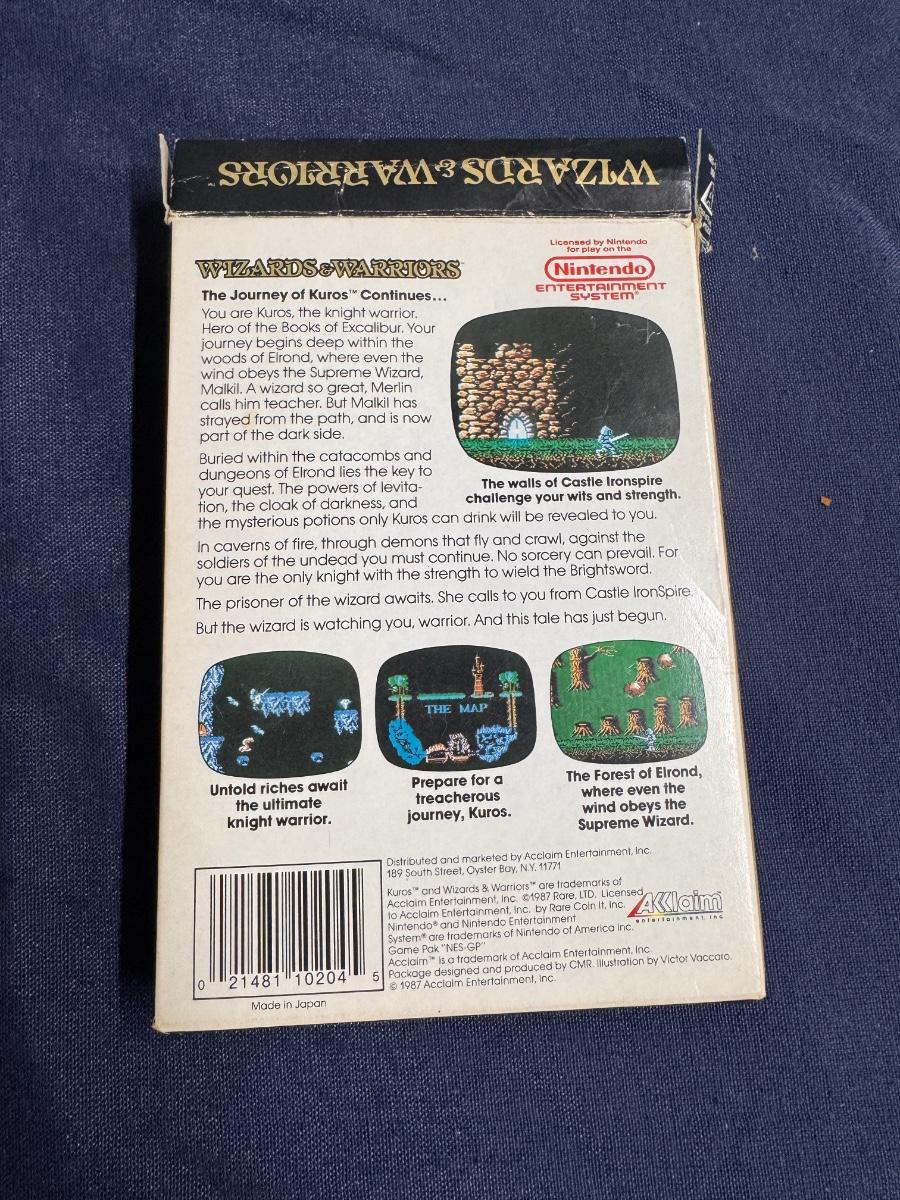 WIZARDS & WARRIORS™
WIZARDS & WARRIORS™
Licensed by Nintendo
for play on the
Nintendo
ENTERTAINMENT
SYSTEM®
The Journey of Kuros™ Continues...
You are Kuros, the knight warrior.
Hero of the Books of Excalibur. Your
journey begins deep within the
woods of Elrond, where even the
wind obeys the Supreme Wizard,
Malkil. A wizard so great, Merlin
calls him teacher. But Malkil has
strayed from the path, and is now
part of the dark side.
Buried within the catacombs and
dungeons of Elrond lies the key to
your quest. The powers of levita-
tion, the cloak of darkness, and
the mysterious potions only Kuros can drink will be revealed to you.
The walls of Castle Ironspire
challenge your wits and strength.
In caverns of fire, through demons that fly and crawl, against the
soldiers of the undead you must continue. No sorcery can prevail. For
you are the only knight with the strength to wield the Brightsword.
The prisoner of the wizard awaits. She calls to you from Castle IronSpire.
But the wizard is watching you, warrior. And this tale has just begun.
THE MAP
Untold riches await
the ultimate
knight warrior.
Prepare for a
treacherous
journey, Kuros.
The Forest of Elrond,
where even the
wind obeys the
Supreme Wizard.
Distributed and marketed by Acclaim Entertainment, Inc.
189 South Street, Oyster Bay, N.Y. 11771
Kuros™ and Wizards & Warriors™ are trademarks of
Acclaim Entertainment, Inc. ©1987 Rare, LTD. Licensed
to Acclaim Entertainment, Inc. by Rare Coin It, Inc.
Nintendo® and Nintendo Entertainment
System® are trademarks of Nintendo of America Inc.
Game Pak "NES-GP"
Acclaim™ is a trademark of Acclaim Entertainment, Inc.
Package designed and produced by CMR. Illustration by Victor Vaccaro.
© 1987 Acclaim Entertainment, Inc.
AKKlaim
entertainment, inc.
0 21481 10204 5
Made in Japan